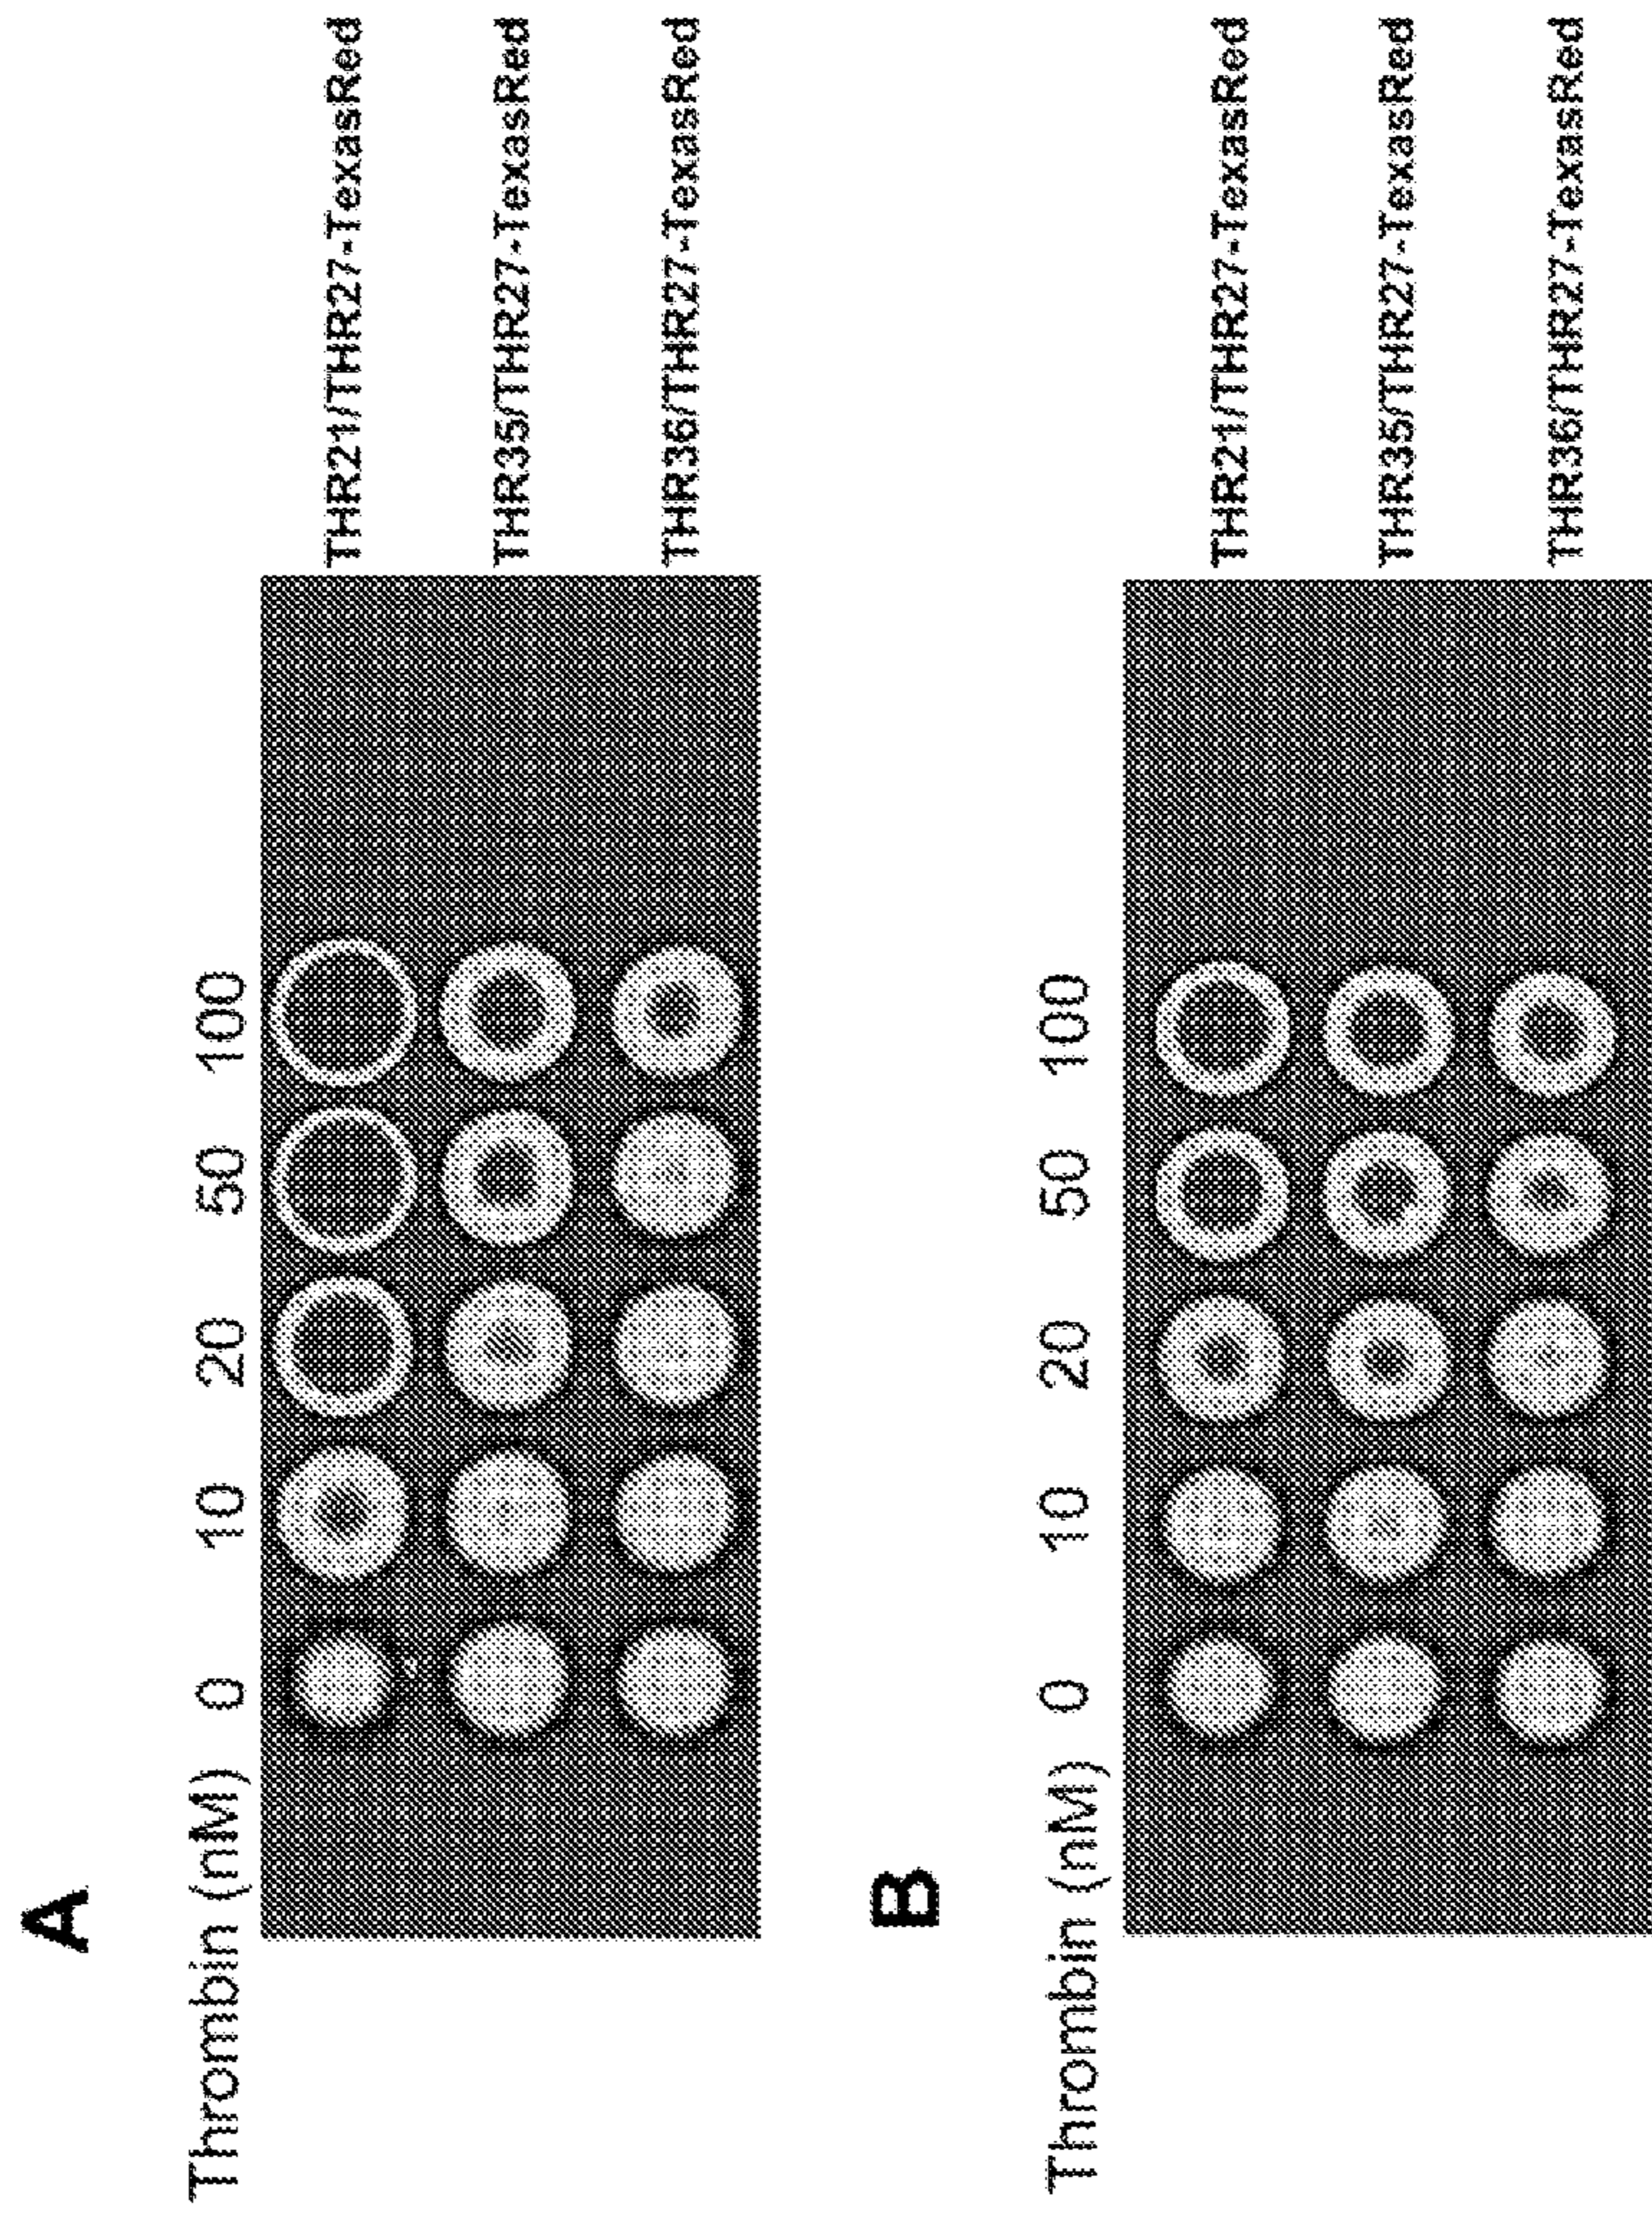 A
Thrombin (nM) 0 10 20 50 100
THR21/THR27-TexasRed
THR35/THR27-TexasRed
THR36/THR27-TexasRed
B
Thrombin (nM) 0 10 20 50 100
THR21/THR27-TexasRed
THR35/THR27-TexasRed
THR36/THR27-TexasRed